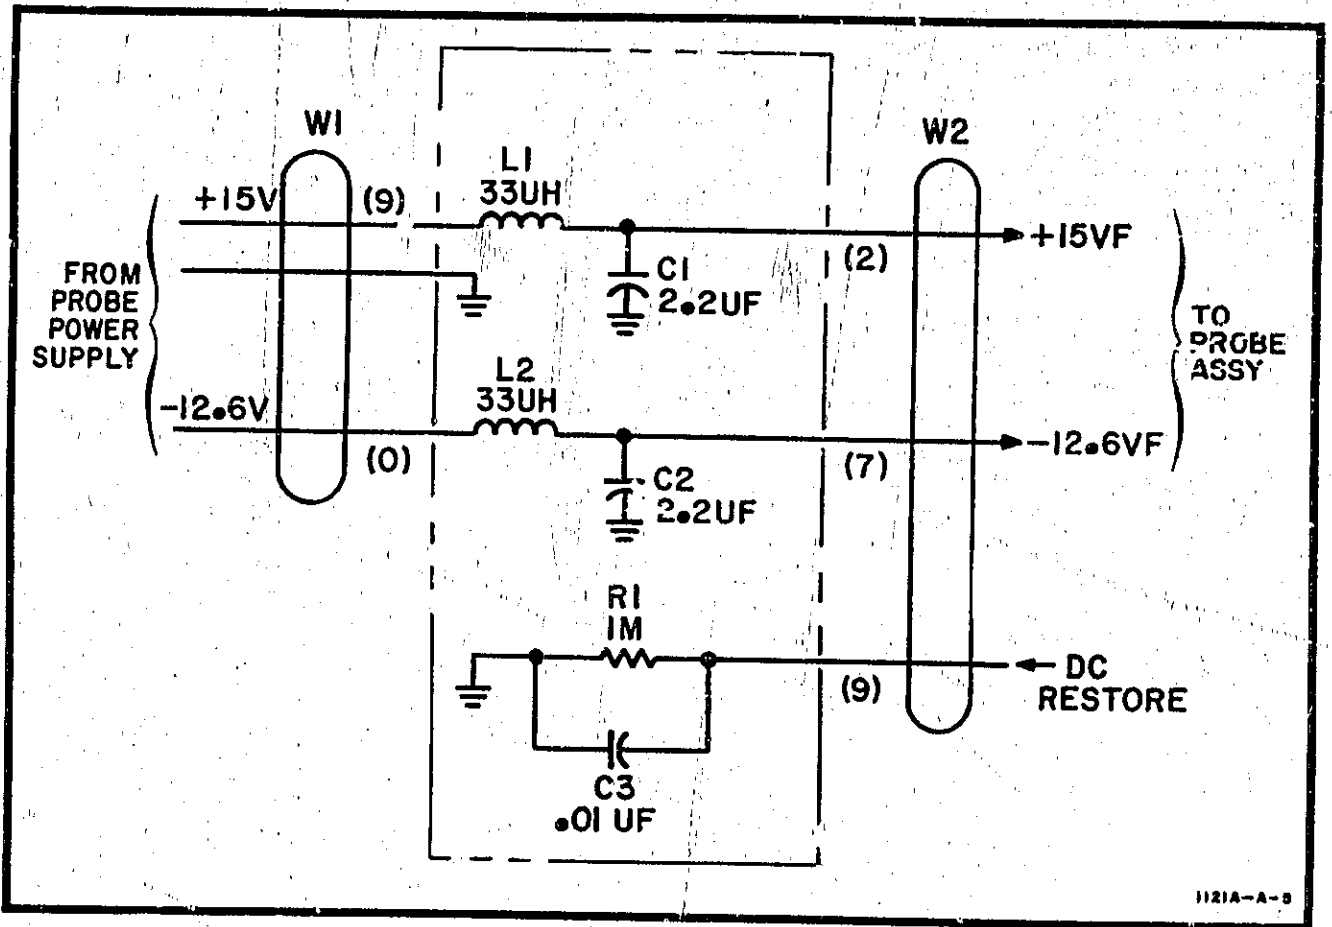 W1
W2
L1
33UH
+15V
(9)
+15VF
(2)
C1
2.2UF
FROM
PROBE
POWER
SUPPLY
TO
PROBE
ASSY
L2
33UH
-12.6V
(0)
-12.6VF
(7)
C2
2.2UF
R1
1M
(9)
DC
RESTORE
C3
.01 UF
1121A-A-9